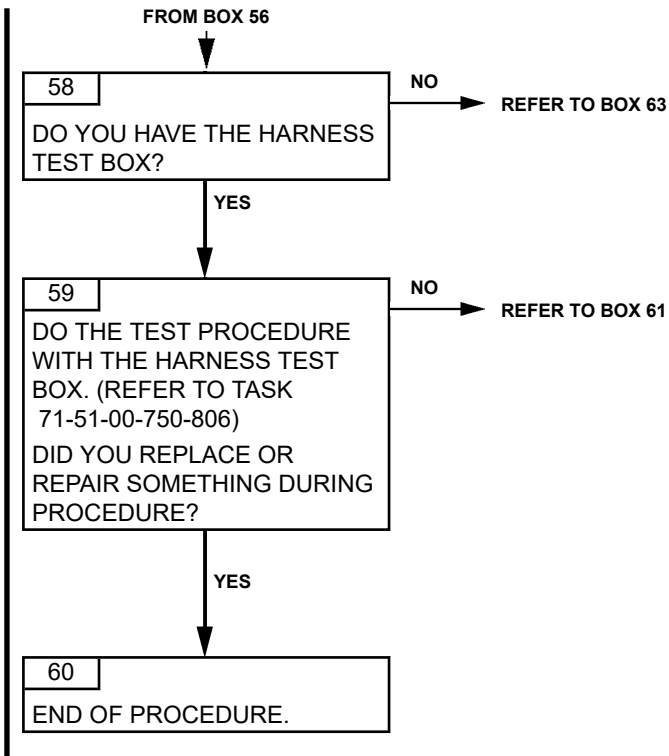 FROM BOX 56
58
NO
REFER TO BOX 63
DO YOU HAVE THE HARNESS
TEST BOX?
YES
59
NO
REFER TO BOX 61
DO THE TEST PROCEDURE
WITH THE HARNESS TEST
BOX. (REFER TO TASK
71-51-00-750-806)
DID YOU REPLACE OR
REPAIR SOMETHING DURING
PROCEDURE?
YES
60
END OF PROCEDURE.